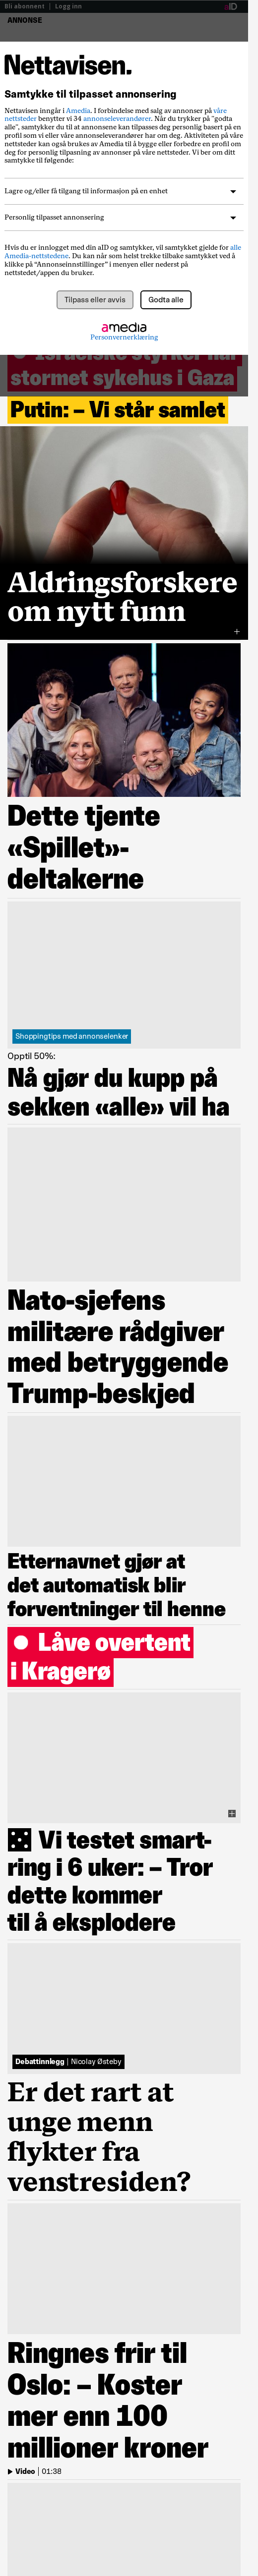 Bli abonnent
Logg inn
aID
ANNONSE
Nettavisen.
Samtykke til tilpasset annonsering
Nettavisen inngår i Amedia. I forbindelse med salg av annonser på våre
nettsteder benytter vi 34 annonseleverandører. Når du trykker på "godta
alle", samtykker du til at annonsene kan tilpasses deg personlig basert på en
profil som vi eller våre annonseleverandører har om deg. Aktiviteten på våre
nettsteder kan også brukes av Amedia til å bygge eller forbedre en profil om
deg for personlig tilpasning av annonser på våre nettsteder. Vi ber om ditt
samtykke til følgende:
Lagre og/eller få tilgang til informasjon på en enhet
Personlig tilpasset annonsering
Hvis du er innlogget med din aID og samtykker, vil samtykket gjelde for alle
Amedia-nettstedene. Du kan når som helst trekke tilbake samtykket ved å
klikke på “Annonseinnstillinger” i menyen eller nederst på
nettstedet/appen du bruker.
Tilpass eller avvis
Godta alle
amedia
Personvernerklæring
Israelske styrker har
stormet sykehus i Gaza
Putin: – Vi står samlet
Aldringsforskere
om nytt funn
Dette tjente
«Spillet»-
deltakerne
Shoppingtips med annonselenker
Opptil 50%:
Nå gjør du kupp på
sekken «alle» vil ha
Nato-sjefens
militære rådgiver
med betryggende
Trump-beskjed
Etternavnet gjør at
det automatisk blir
forventninger til henne
Låve overtent
i Kragerø
Vi testet smart-
ring i 6 uker: – Tror
dette kommer
til å eksplodere
Debattinnlegg | Nicolay Østeby
Er det rart at
unge menn
flykter fra
venstresiden?
Ringnes frir til
Oslo: – Koster
mer enn 100
millioner kroner
Video | 01:38